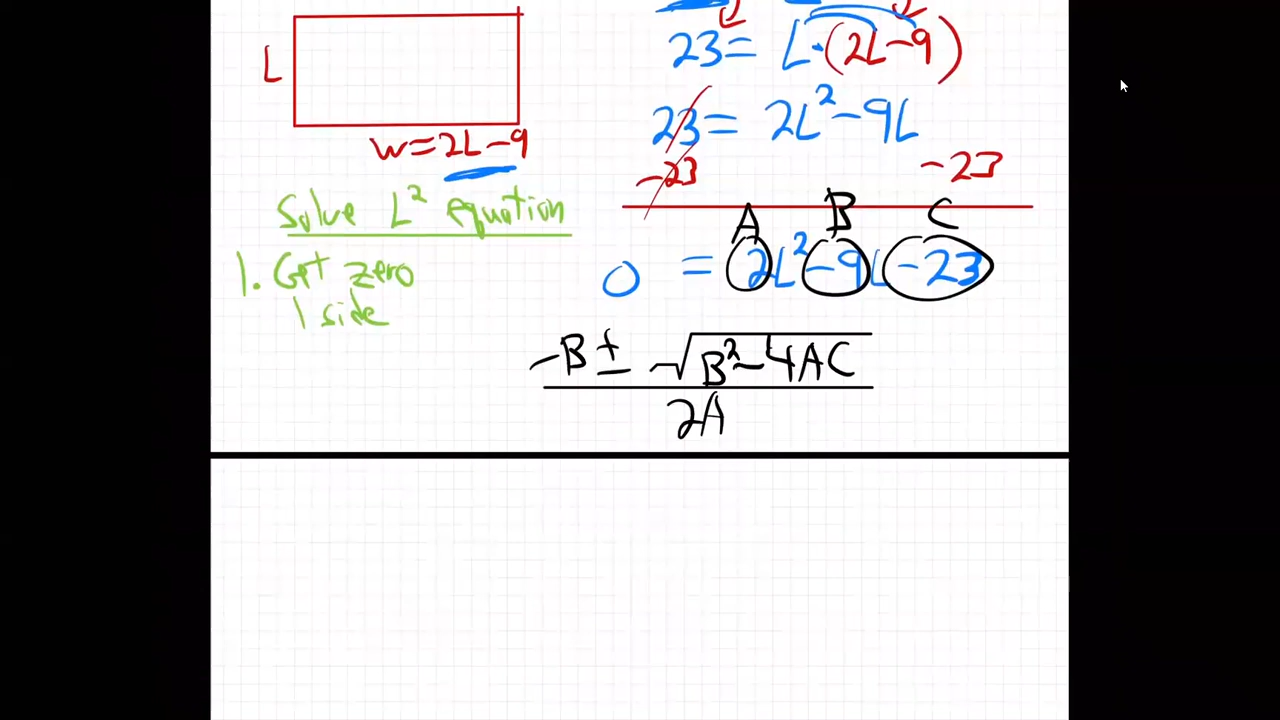 L
w=2L-9
23= L·(2L-9)
23= 2L²-9L
-23 -23
Solve L² equation
1. Get zero
1 side
A B C
0 = 2L²-9L-23
-B ± √B²-4AC
2A